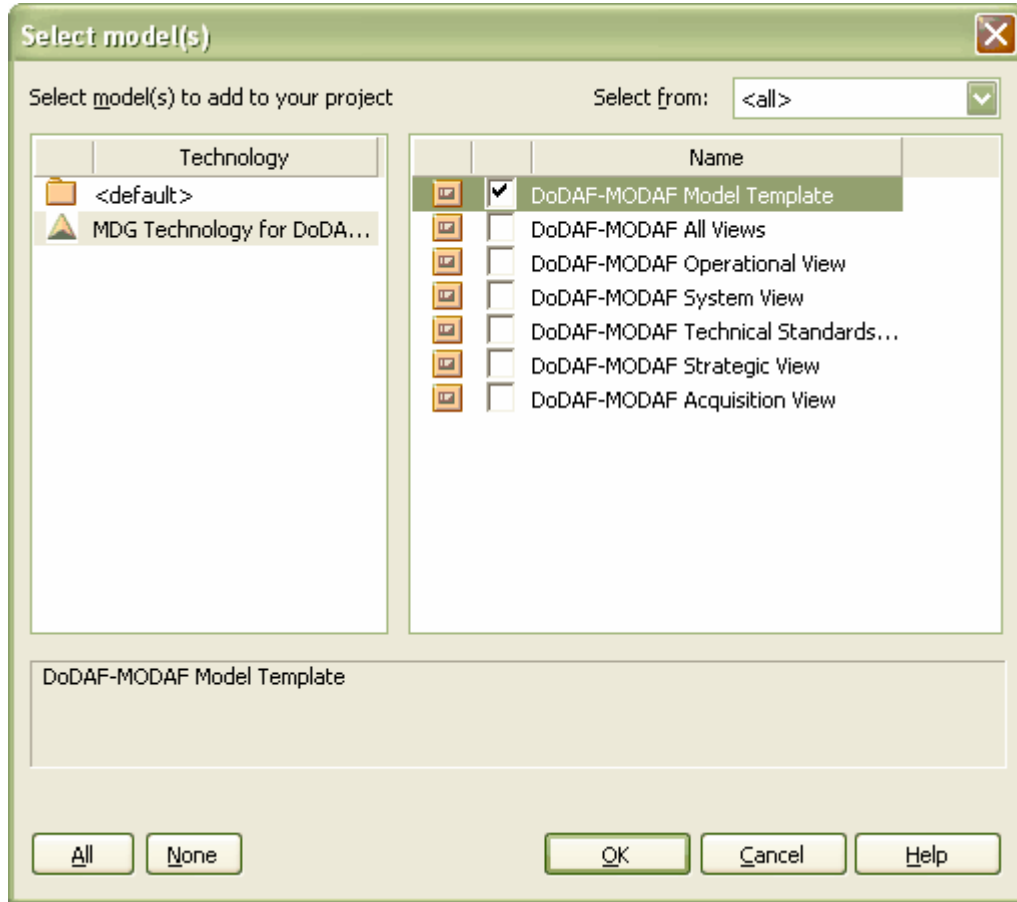 Select model(s)
Select model(s) to add to your project
Select from:
<all>
Technology
<default>
MDG Technology for DoDA...
Name
DoDAF-MODAF Model Template
DoDAF-MODAF All Views
DoDAF-MODAF Operational View
DoDAF-MODAF System View
DoDAF-MODAF Technical Standards...
DoDAF-MODAF Strategic View
DoDAF-MODAF Acquisition View
DoDAF-MODAF Model Template
All
None
OK
Cancel
Help